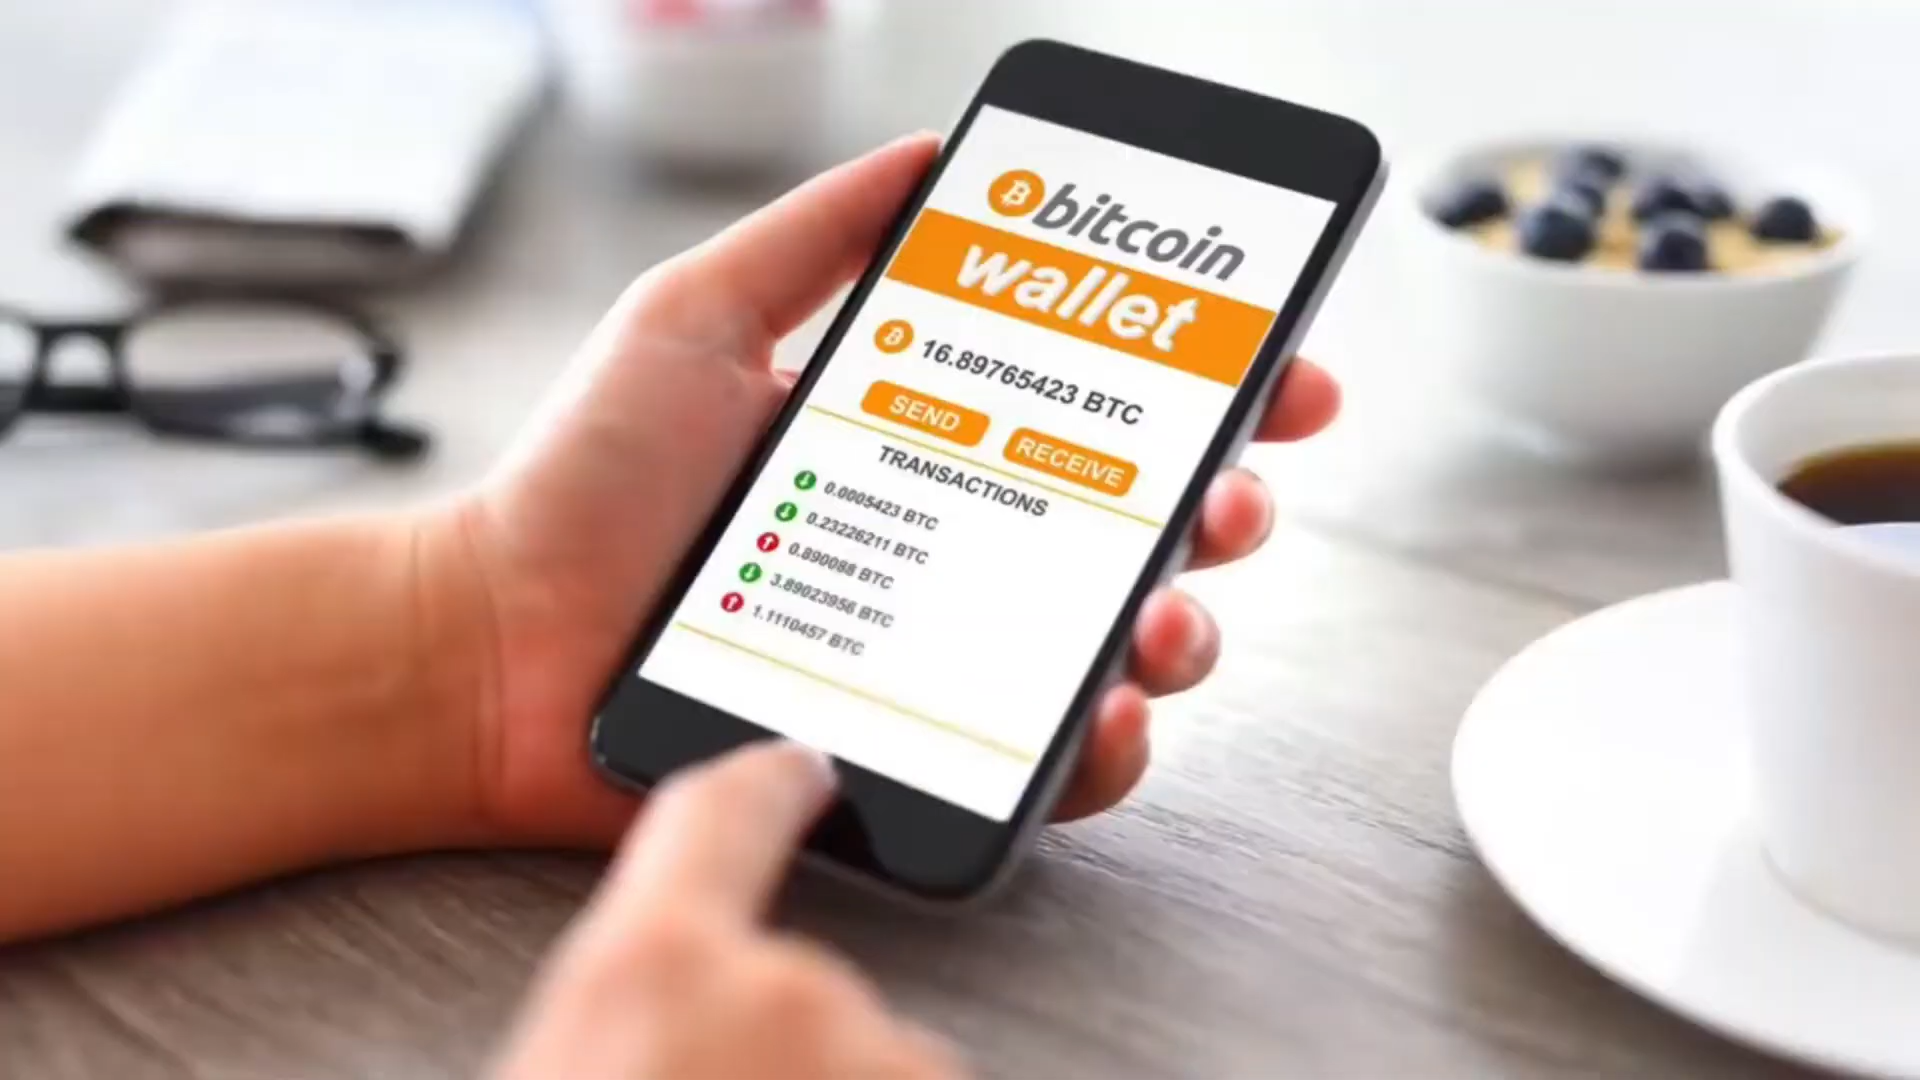 bitcoin
wallet
16.89765423 BTC
SEND
RECEIVE
TRANSACTIONS
0.0005423 BTC
0.23226211 BTC
0.890088 BTC
3.89023956 BTC
1.1110457 BTC